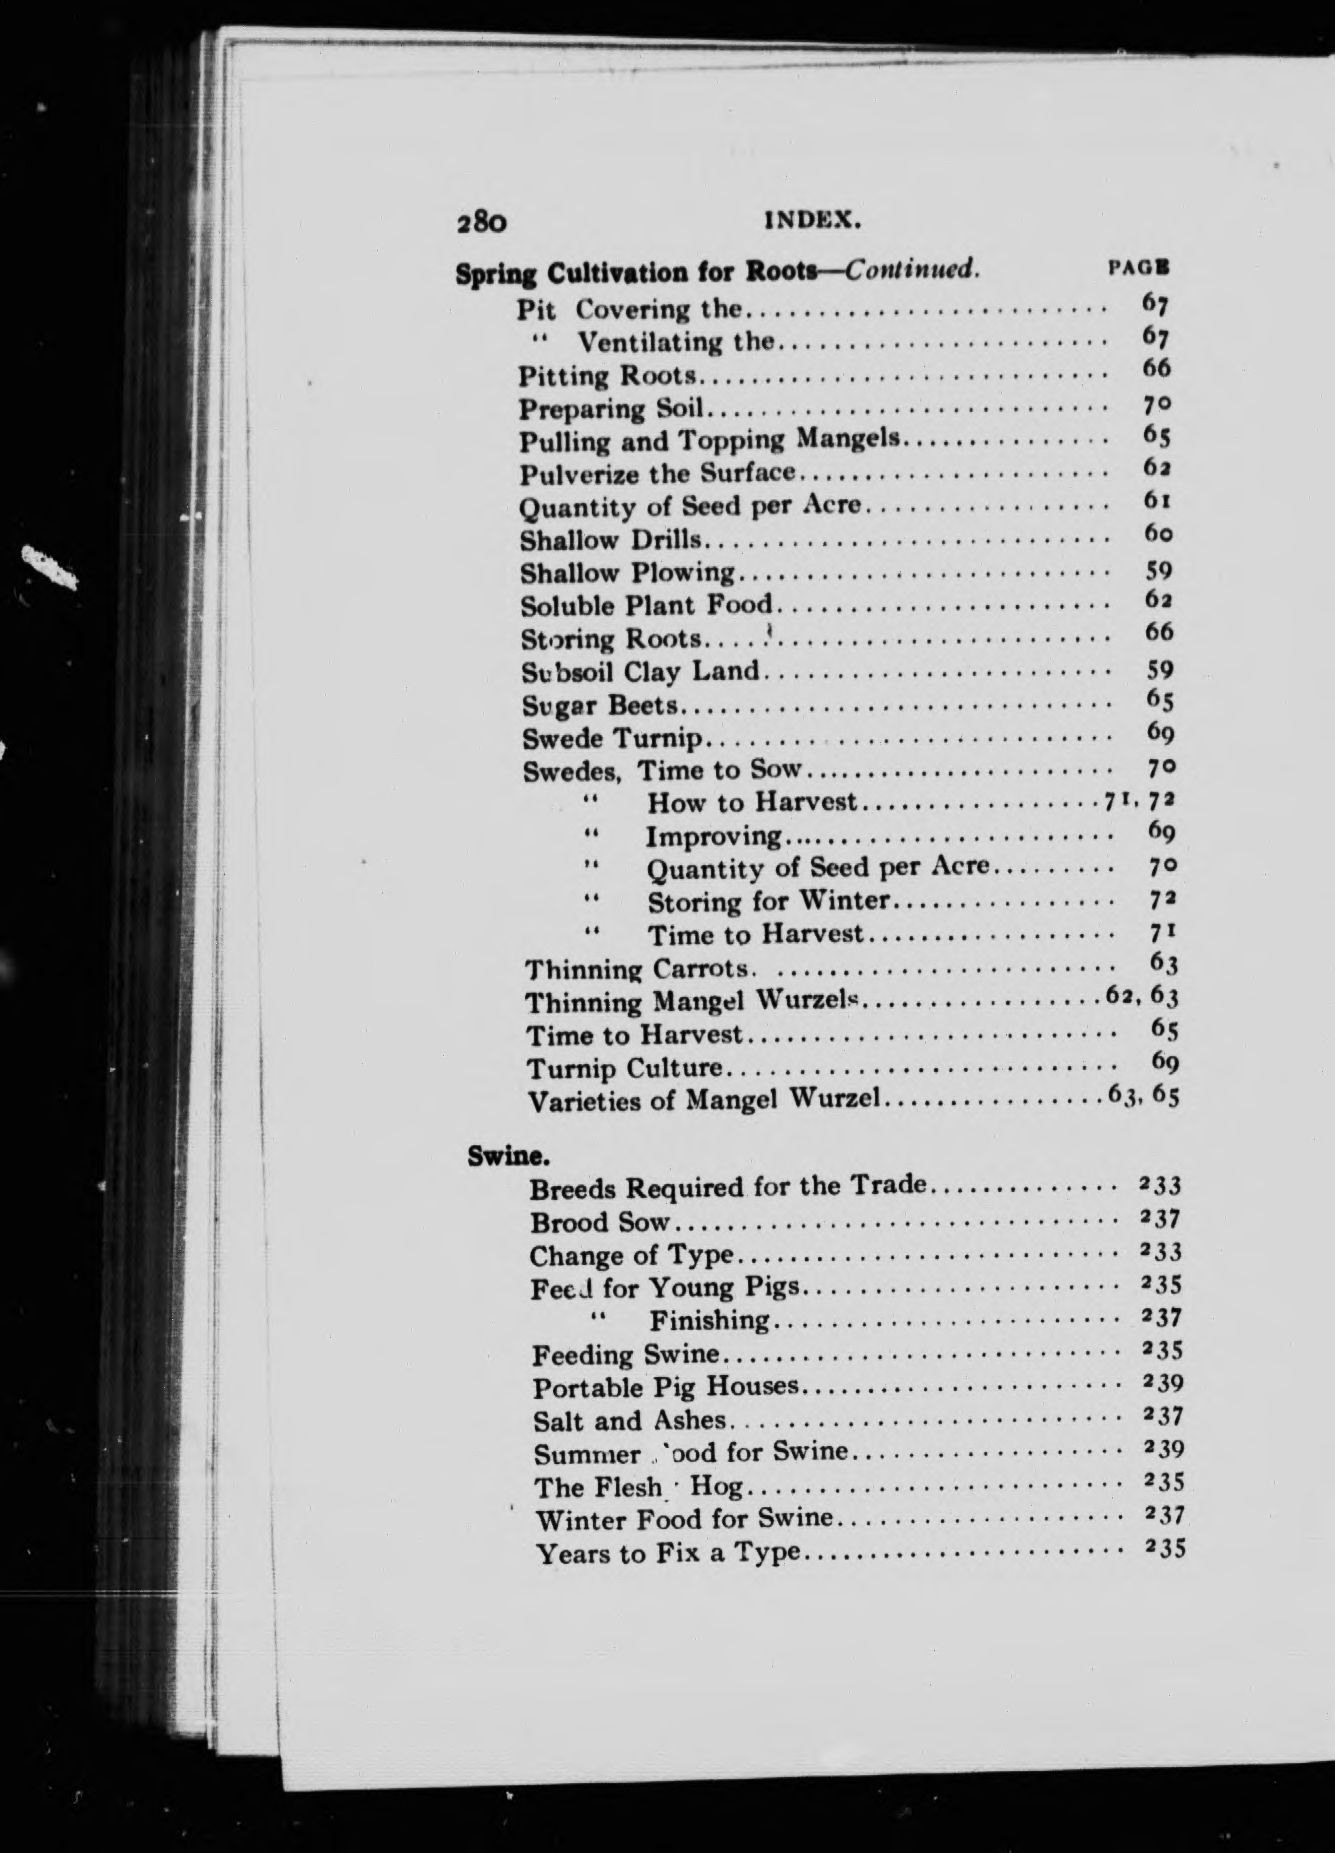 280 INDEX.
Spring Cultivation for Roots—Continued. PAGE
Pit Covering the.......................... 67
“ Ventilating the........................ 67
Pitting Roots.............................. 66
Preparing Soil............................. 70
Pulling and Topping Mangels............... 65
Pulverize the Surface...................... 62
Quantity of Seed per Acre................. 61
Shallow Drills............................. 60
Shallow Plowing........................... 59
Soluble Plant Food........................ 62
Storing Roots............................. 66
Subsoil Clay Land......................... 59
Sugar Beets............................... 65
Swede Turnip.............................. 69
Swedes, Time to Sow....................... 70
“ How to Harvest..................71, 72
“ Improving......................... 69
“ Quantity of Seed per Acre......... 70
“ Storing for Winter................. 72
“ Time to Harvest................... 71
Thinning Carrots. ......................... 63
Thinning Mangel Wurzels..................62, 63
Time to Harvest........................... 65
Turnip Culture............................ 69
Varieties of Mangel Wurzel................63, 65
Swine.
Breeds Required for the Trade.............. 233
Brood Sow................................ 237
Change of Type............................ 233
Feed for Young Pigs....................... 235
“ Finishing......................... 237
Feeding Swine............................. 235
Portable Pig Houses....................... 239
Salt and Ashes............................ 237
Summer for Swine................... 239
The Hog........................... 235
Winter Food for Swine..................... 237
Years to Fix a Type....................... 235